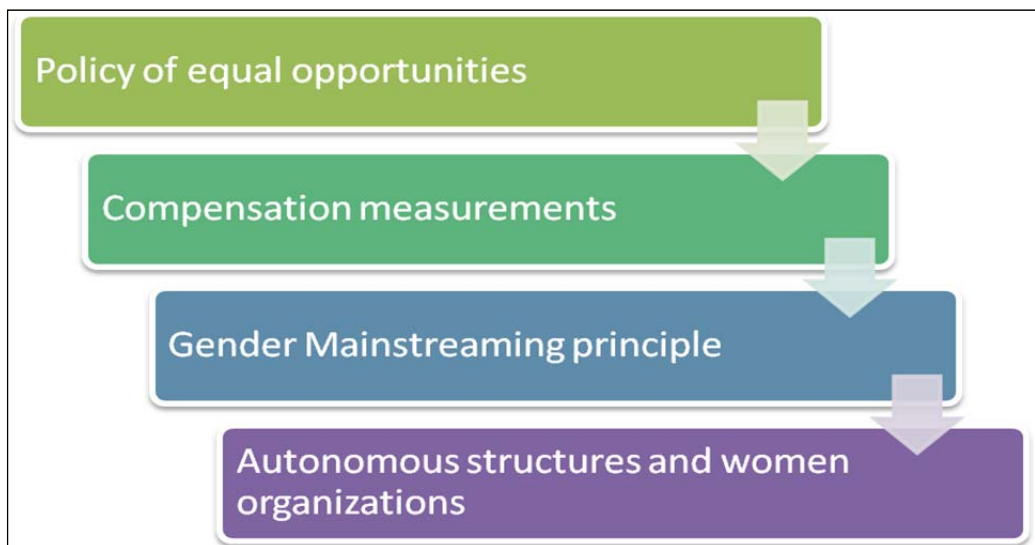 Policy of equal opportunities
Compensation measurements
Gender Mainstreaming principle
Autonomous structures and women
organizations